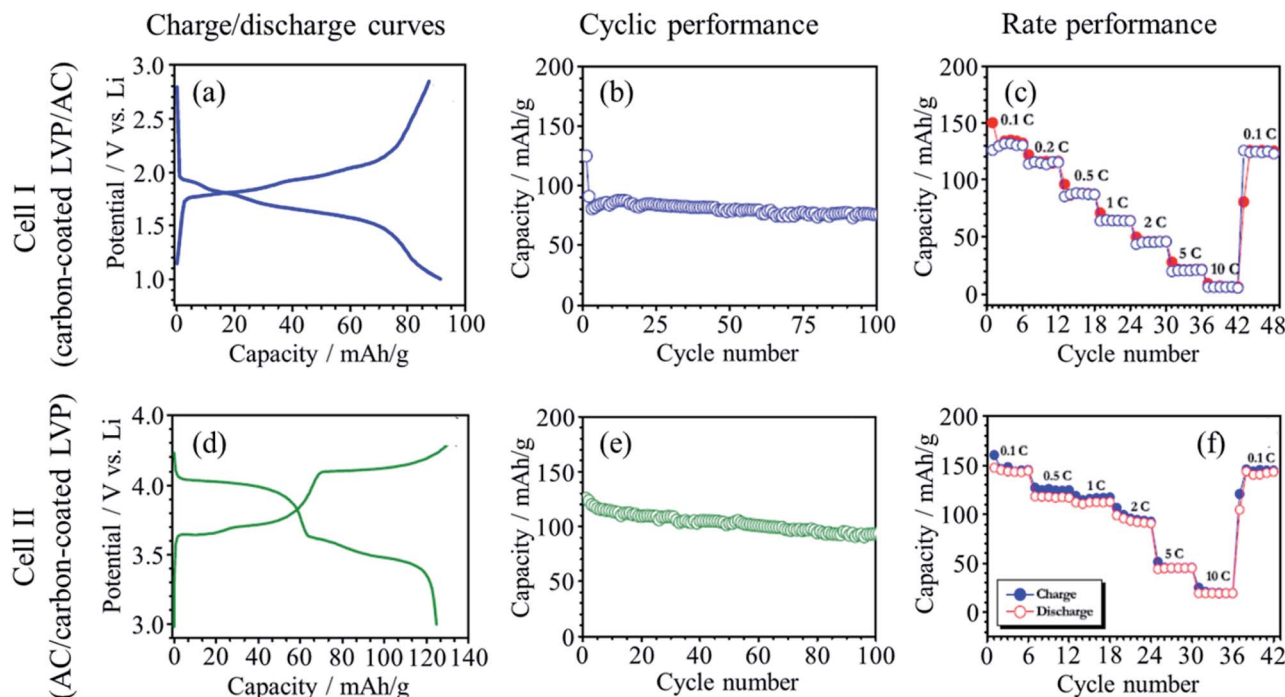 Charge/discharge curves
Cyclic performance
Rate performance
Cell I
(carbon-coated LVP/AC)
(a)
Potential / V vs. Li
3.0
2.5
2.0
1.5
1.0
0 20 40 60 80 100
Capacity / mAh/g
(b)
Capacity / mAh/g
200
150
100
50
0
0 25 50 75 100
Cycle number
(c)
Capacity / mAh/g
200
150
100
50
0
0.1 C
0.2 C
0.5 C
1 C
2 C
5 C
10 C
0.1 C
0 6 12 18 24 30 36 42 48
Cycle number
Cell II
(AC/carbon-coated LVP)
(d)
Potential / V vs. Li
4.0
4.0
3.5
3.0
0 20 40 60 80 100 120 140
Capacity / mAh/g
(e)
Capacity / mAh/g
200
150
100
50
0
0 25 50 75 100
Cycle number
(f)
Capacity / mAh/g
200
150
100
50
0
0.1 C
0.5 C
1 C
2 C
5 C
10 C
0.1 C
Charge
Discharge
0 6 12 18 24 30 36 42
Cycle number